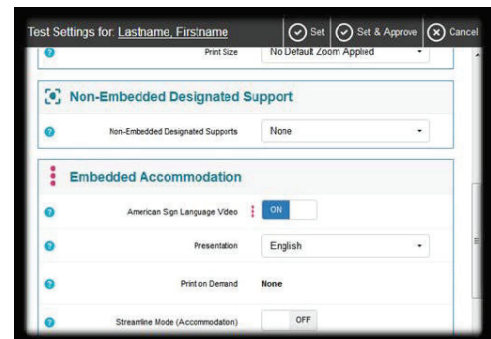 Test Settings for: Lastname, Firstname Set Set & Approve Cancel
Print Size No Default Zoom Applied
Non-Embedded Designated Support
Non-Embedded Designated Supports None
Embedded Accommodation
American Sgn Language Video ON
Presentation English
Print on Demand None
Streamline Mode (Accommodation) OFF